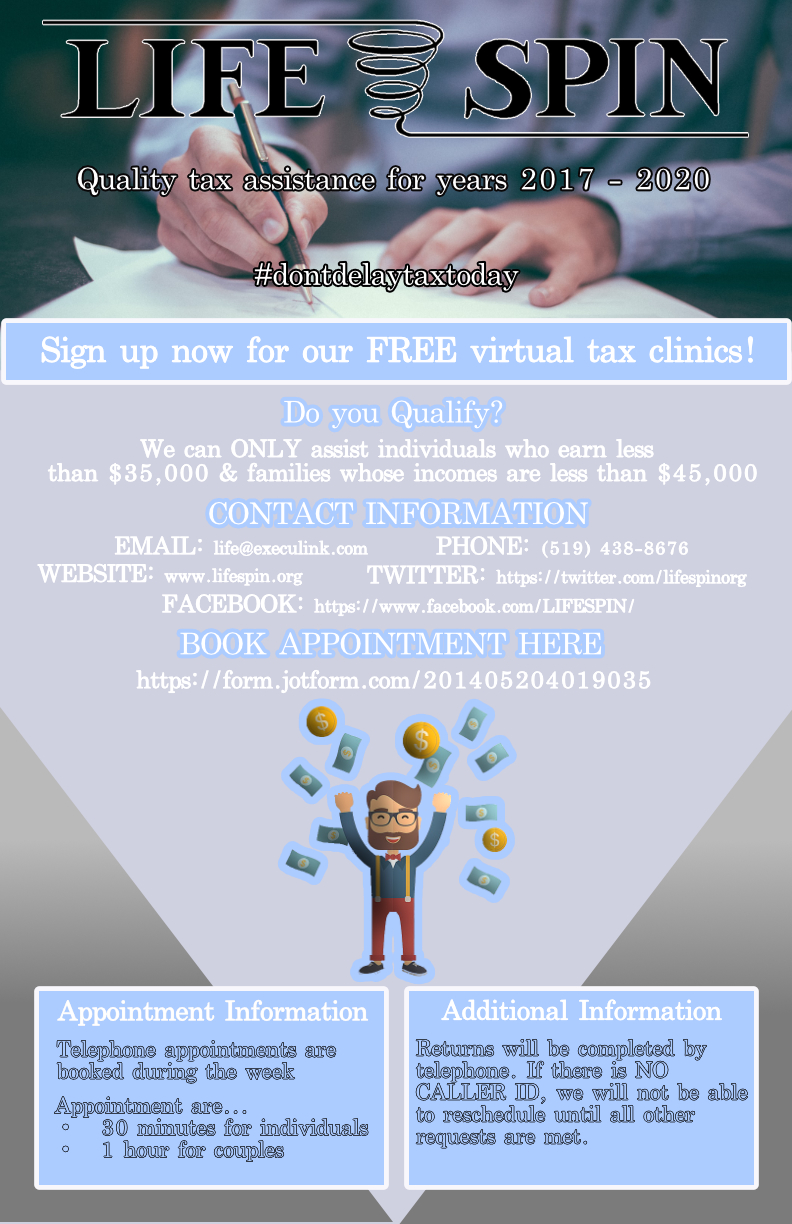 LIFE SPIN
Quality tax assistance for years 2017 - 2020
#dontdelaytaxtoday
Sign up now for our FREE virtual tax clinics!
Do you Qualify?
We can ONLY assist individuals who earn less
than $35,000 & families whose incomes are less than $45,000
CONTACT INFORMATION
EMAIL: life@execulink.com PHONE: (519) 438-8676
WEBSITE: www.lifespin.org TWITTER: https://twitter.com/lifespinorg
FACEBOOK: https://www.facebook.com/LIFESPIN/
BOOK APPOINTMENT HERE
https://form.jotform.com/201405204019035
Appointment Information
Telephone appointments are
booked during the week
Appointment are...
• 30 minutes for individuals
• 1 hour for couples
Additional Information
Returns will be completed by
telephone. If there is NO
CALLER ID, we will not be able
to reschedule until all other
requests are met.